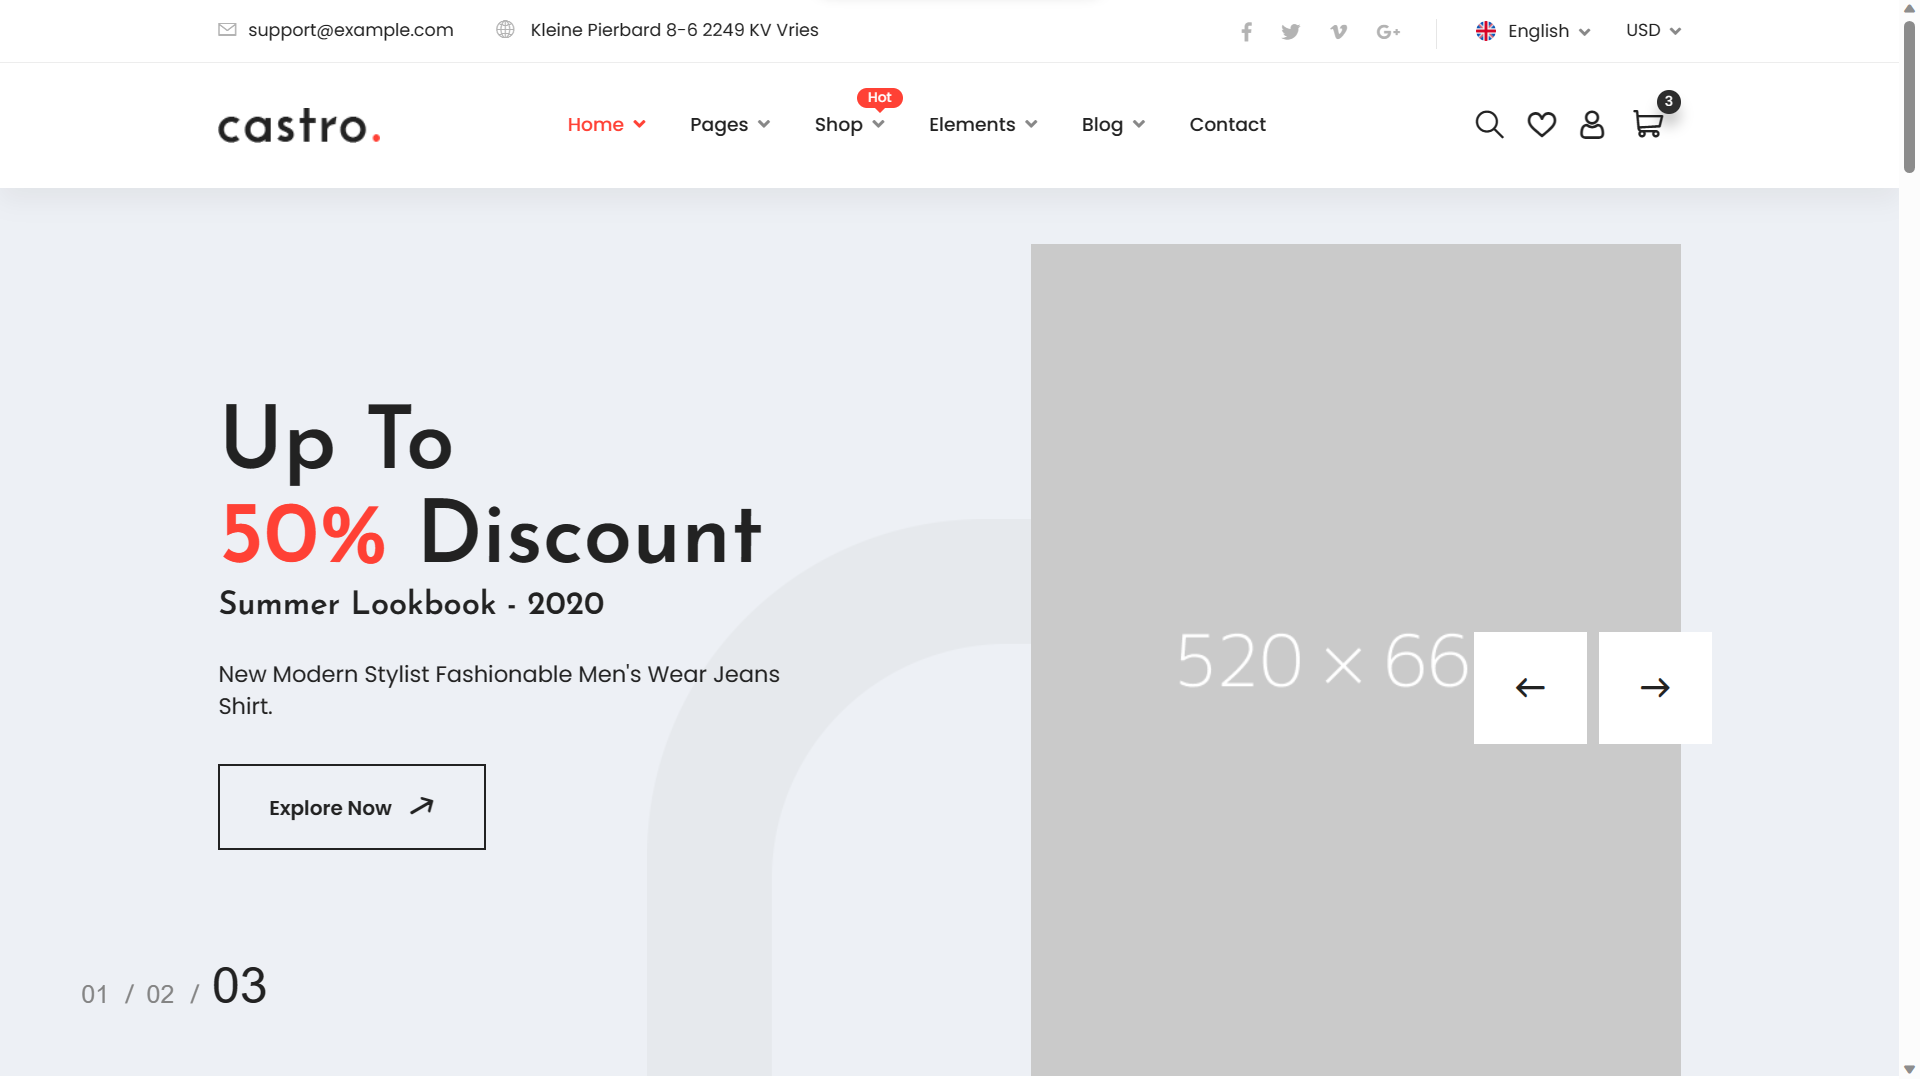 support@example.com Kleine Pierbard 8-6 2249 KV Vries English USD
castro. Home Pages Shop Hot Elements Blog Contact 3
Up To
50% Discount
Summer Lookbook - 2020
New Modern Stylist Fashionable Men's Wear Jeans
Shirt.
520 × 66
Explore Now
01 / 02 / 03